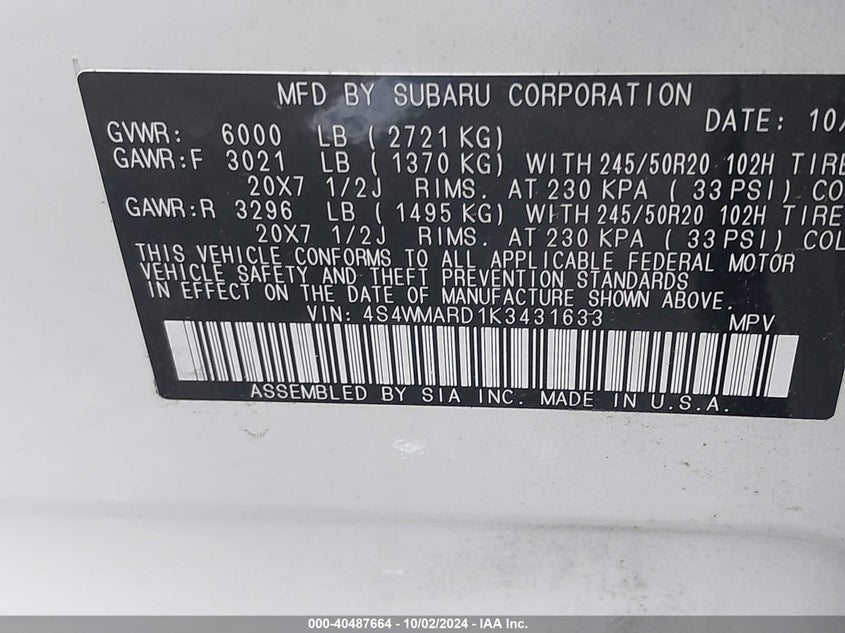 MFD BY SUBARU CORPORATION
DATE: 10/
GVWR: 6000 LB ( 2721 KG)
GAWR:F 3021 LB ( 1370 KG) WITH 245/50R20 102H TIRE
20X7 1/2J RIMS. AT 230 KPA ( 33 PSI) COL
GAWR:R 3296 LB ( 1495 KG) WITH 245/50R20 102H TIRE
20X7 1/2J RIMS. AT 230 KPA ( 33 PSI) COL
THIS VEHICLE CONFORMS TO ALL APPLICABLE FEDERAL MOTOR
VEHICLE SAFETY AND THEFT PREVENTION STANDARDS
IN EFFECT ON THE DATE OF MANUFACTURE SHOWN ABOVE.
VIN: 4S4WMARD1K3431633 MPV
ASSEMBLED BY SIA INC. MADE IN U.S.A.
000-40487664 - 10/02/2024 - IAA Inc.